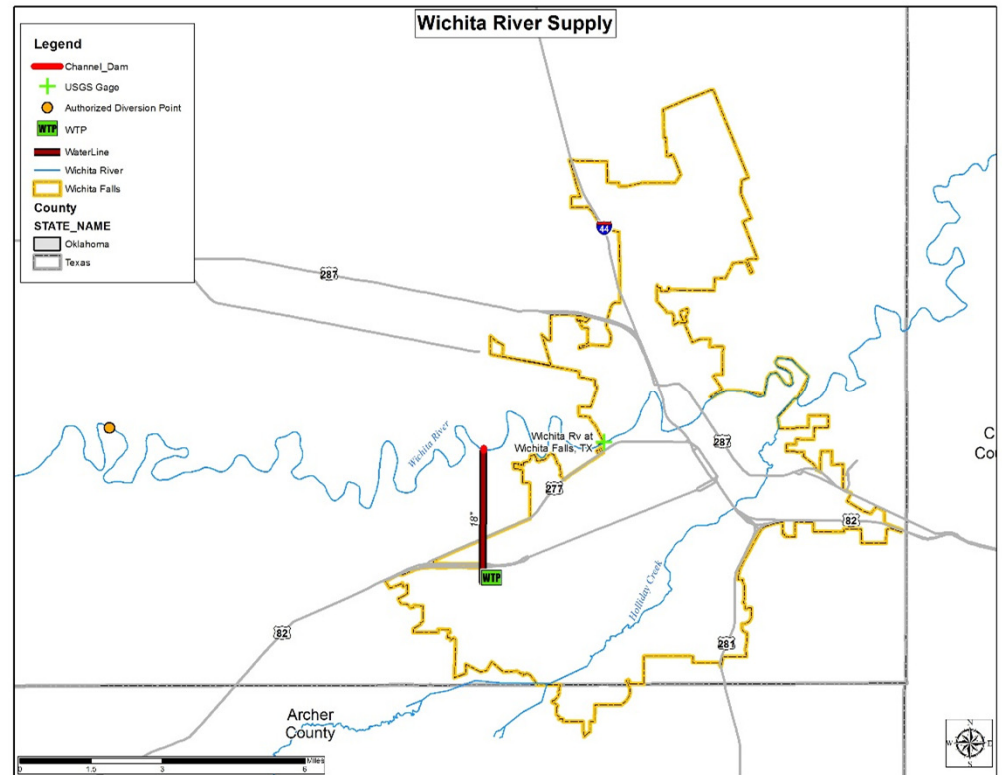 Wichita River Supply
Legend
Channel_Dam
USGS Gage
Authorized Diversion Point
WTP
WTP
WaterLine
Wichita River
Wichita Falls
County
STATE_NAME
Oklahoma
Texas
44
287
Wichita River
Wichita Rv at
Wichita Falls, TX
287
277
18"
82
WTP
Holliday Creek
82
281
Archer
County
C
Cou
N
W
E
S
Miles
0
1.5
3
6